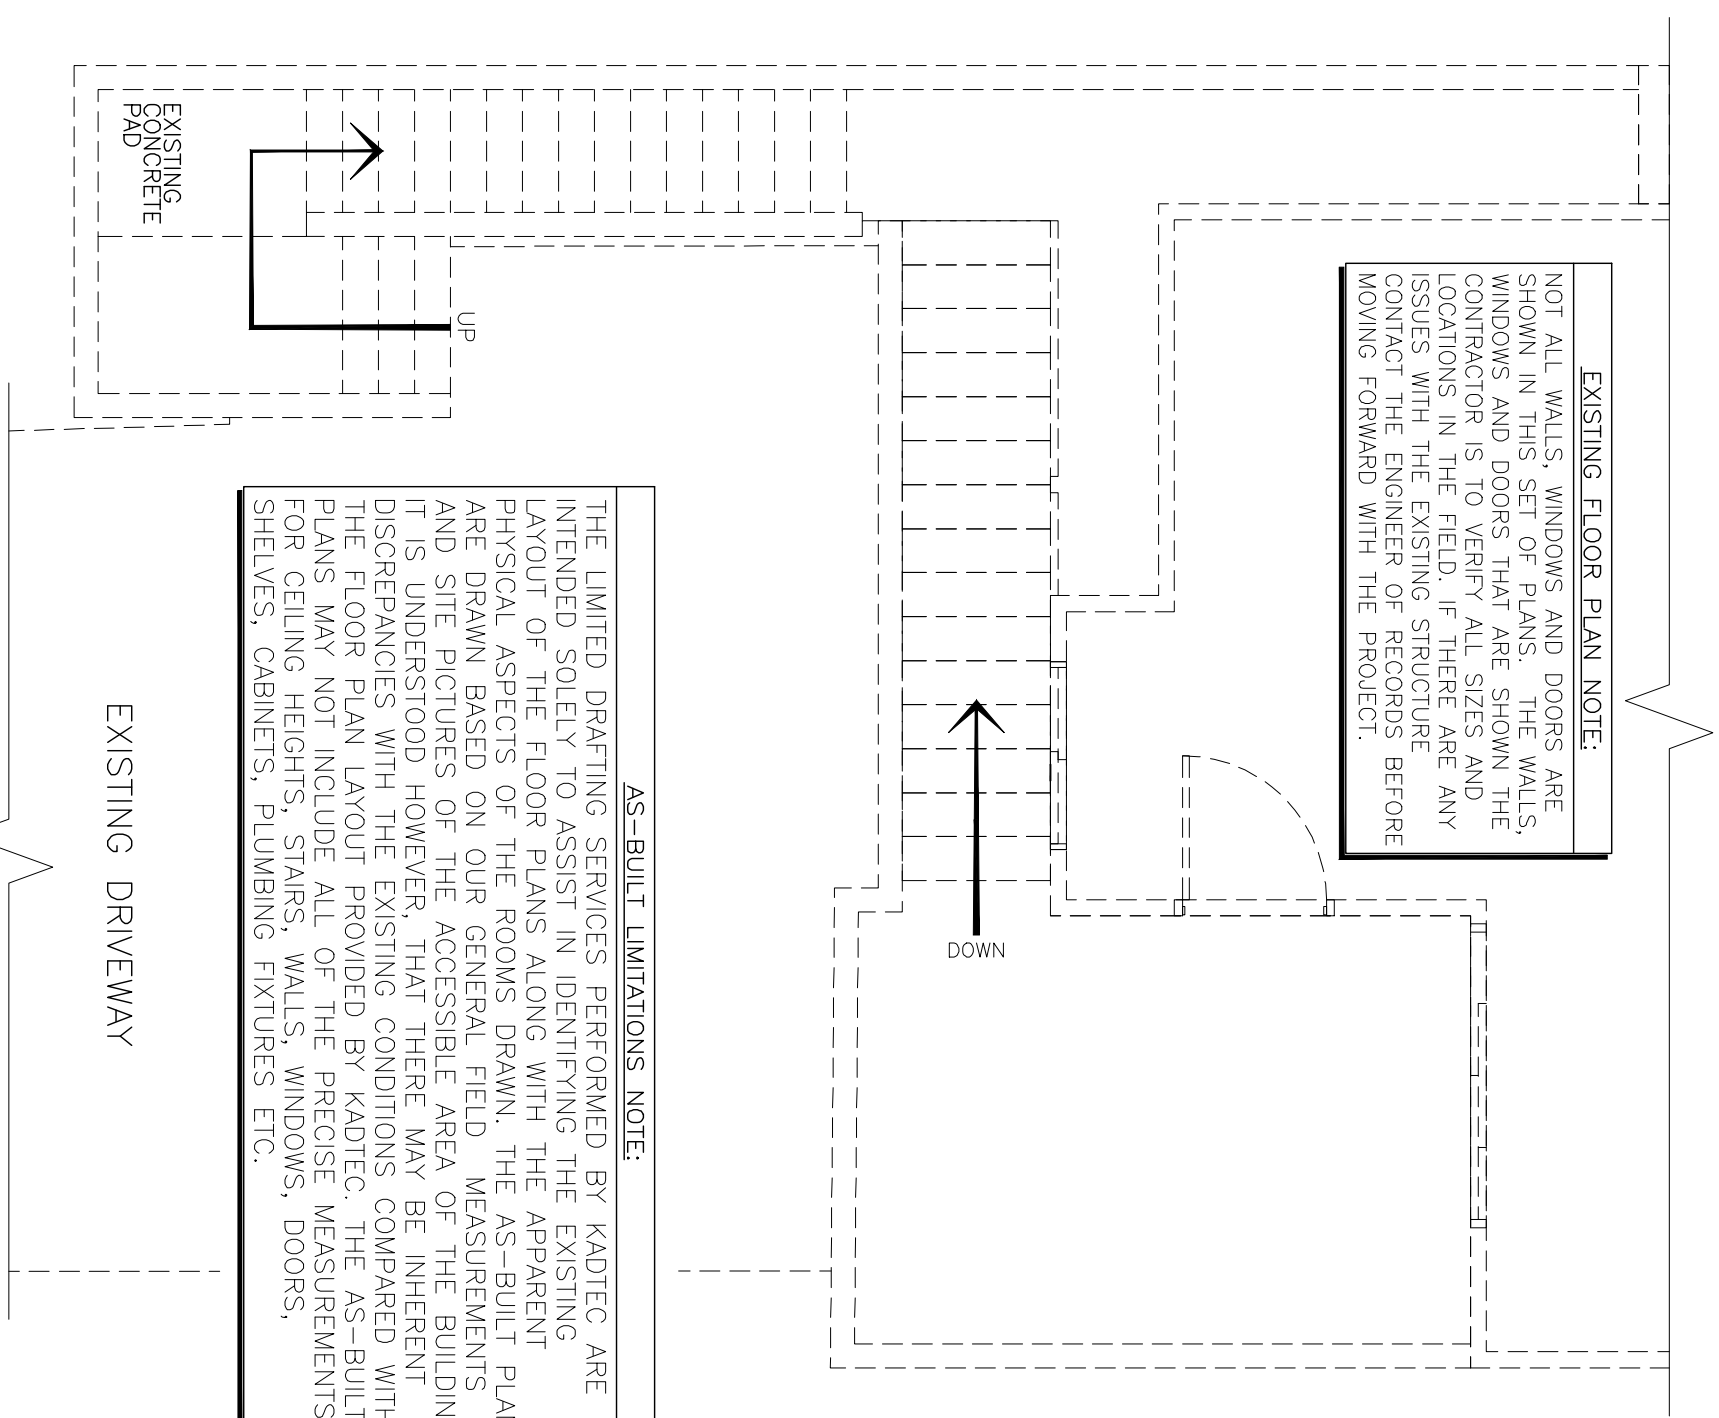 EXISTING FLOOR PLAN NOTE:
NOT ALL WALLS, WINDOWS AND DOORS ARE
SHOWN IN THIS SET OF PLANS. THE WALLS,
WINDOWS AND DOORS THAT ARE SHOWN THE
CONTRACTOR IS TO VERIFY ALL SIZES AND
LOCATIONS IN THE FIELD. IF THERE ARE ANY
ISSUES WITH THE EXISTING STRUCTURE
CONTACT THE ENGINEER OF RECORDS BEFORE
MOVING FORWARD WITH THE PROJECT.
EXISTING
CONCRETE
PAD
UP
DOWN
AS-BUILT LIMITATIONS NOTE:
THE LIMITED DRAFTING SERVICES PERFORMED BY KADTEC ARE
INTENDED SOLELY TO ASSIST IN IDENTIFYING THE EXISTING
LAYOUT OF THE FLOOR PLANS ALONG WITH THE APPARENT
PHYSICAL ASPECTS OF THE ROOMS DRAWN. THE AS-BUILT
ARE DRAWN BASED ON OUR GENERAL FIELD MEASUREMENTS
AND SITE PICTURES OF THE ACCESSIBLE AREA OF THE
IT IS UNDERSTOOD HOWEVER, THAT THERE MAY BE INHERENT
DISCREPANCIES WITH THE EXISTING CONDITIONS COMPARED WITH
THE FLOOR PLAN LAYOUT PROVIDED BY KADTEC. THE AS-BUILT
PLANS MAY NOT INCLUDE ALL OF THE PRECISE MEASUREMENTS
FOR CEILING HEIGHTS, STAIRS, WALLS, WINDOWS, DOORS,
SHELVES, CABINETS, PLUMBING FIXTURES ETC.
EXISTING DRIVEWAY